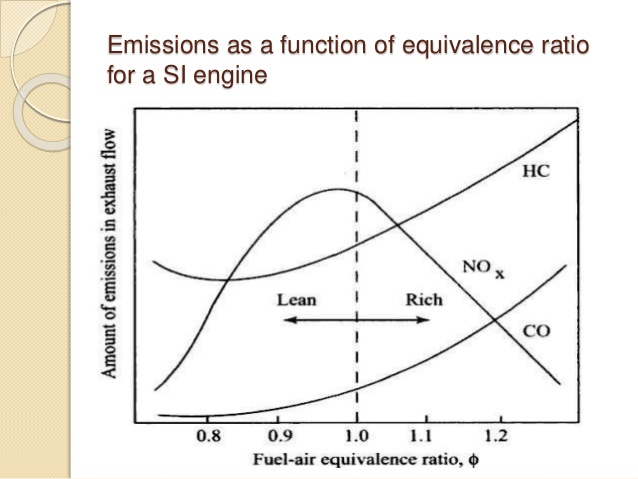 Emissions as a function of equivalence ratio
for a SI engine
Amount of emissions in exhaust flow
HC
NOx
Lean Rich
CO
0.8 0.9 1.0 1.1 1.2
Fuel-air equivalence ratio, ϕ